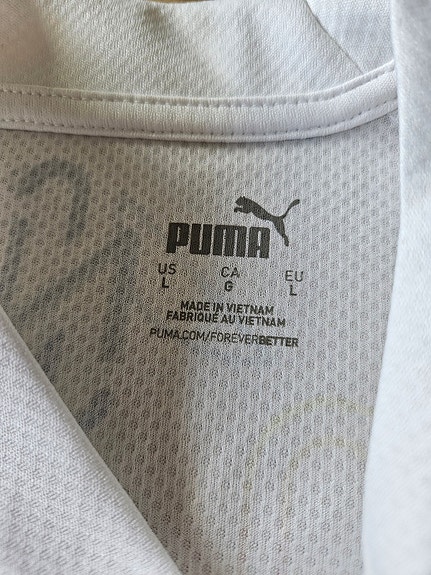 PUMA
US CA EU
L G L
MADE IN VIETNAM
FABRIQUÉ AU VIETNAM
PUMA.COM/FOREVERBETTER